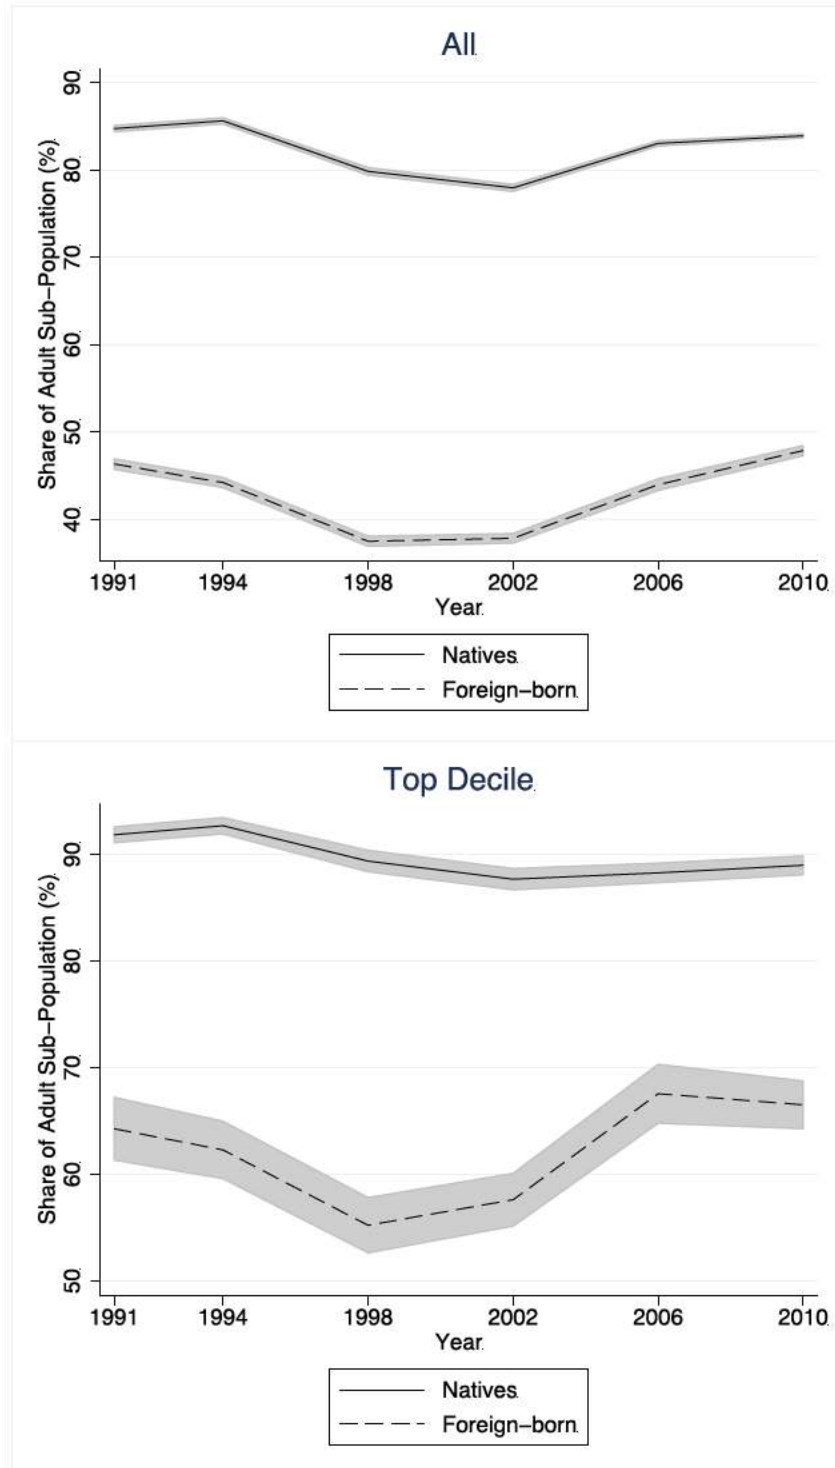 All
Share of Adult Sub-Population (%)
90
80
70
60
50
40
1991 1994 1998 2002 2006 2010
Year
Natives
Foreign-born
Top Decile
Share of Adult Sub-Population (%)
90
80
70
60
50
1991 1994 1998 2002 2006 2010
Year
Natives
Foreign-born